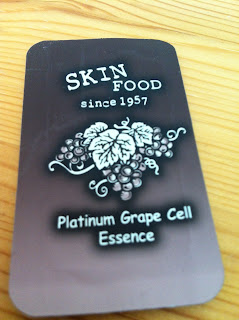 SKIN
FOOD
since 1957
Platinum Grape Cell
Essence